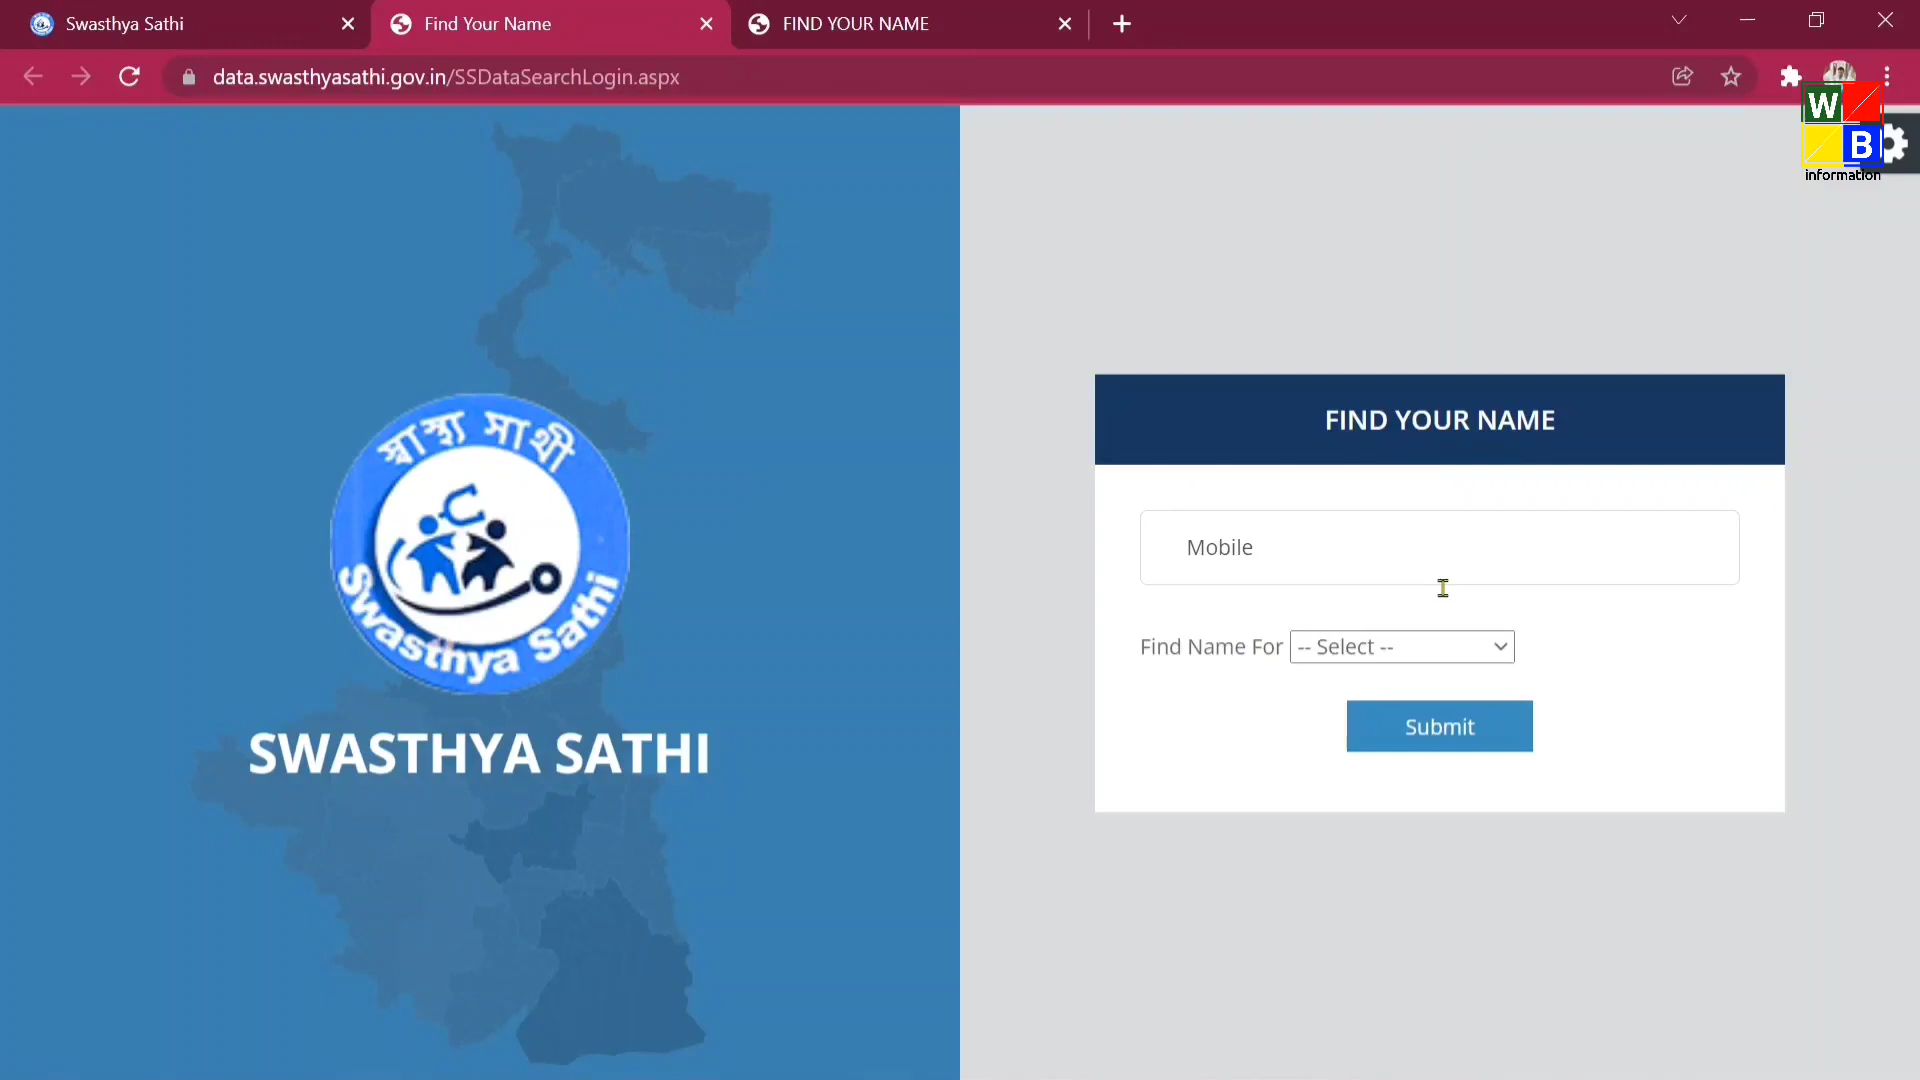 Swasthya Sathi
Find Your Name
FIND YOUR NAME
data.swasthyasathi.gov.in/SSDataSearchLogin.aspx
W
B
information
স্বাস্থ্য সাথী
Swasthya Sathi
SWASTHYA SATHI
FIND YOUR NAME
Mobile
Find Name For -- Select --
Submit